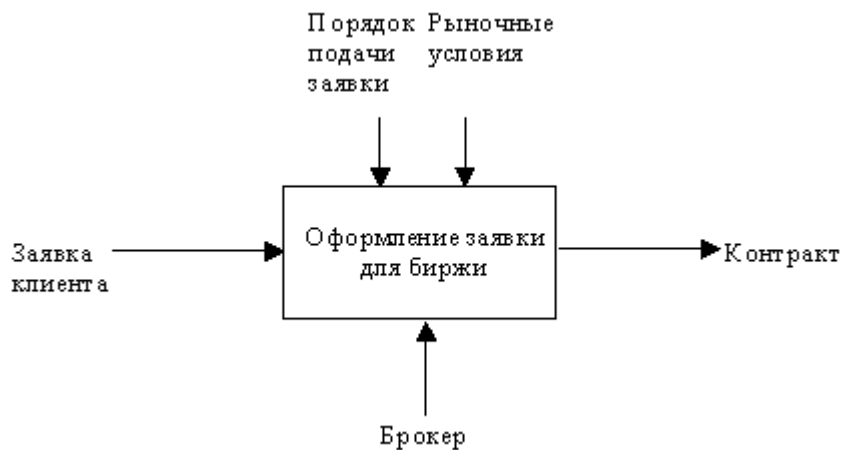 Порядок
подачи
заявки
Рыночные
условия
Оформление заявки
для биржи
Заявка
клиента
Контракт
Брокер